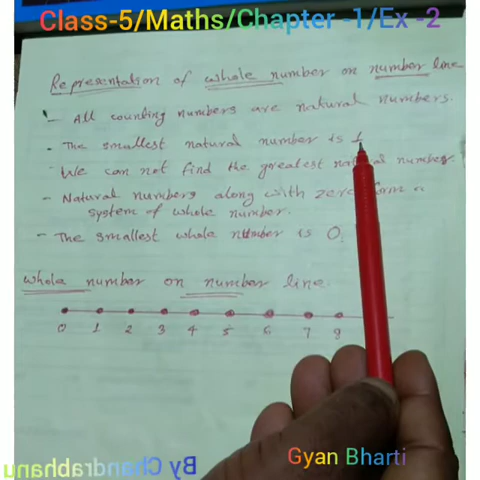 Class-5/Maths/Chapter -1/Ex -2
Representation of whole number on number line
- All counting numbers are natural numbers.
- The smallest natural number is 1
- We can not find the greatest number
- Natural numbers along with zero form a
system of whole number.
- The smallest whole number is 0.
whole number on number line.
0 1 2 3 4 5 6 7 8
Gyan Bharti
By Chandrabhanu